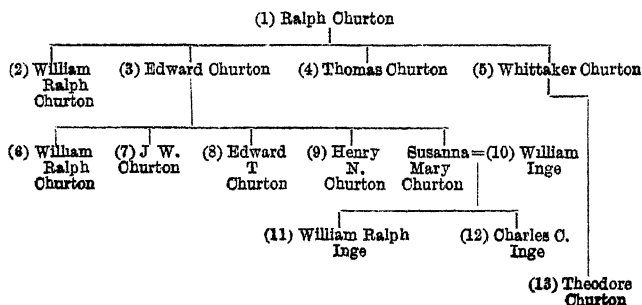 (1) Ralph Churton
(2) William (3) Edward Churton (4) Thomas Churton (5) Whittaker Churton
Ralph
Churton
(6) William (7) J W. (8) Edward (9) Henry Susanna=(10) William
Ralph Churton T N. Mary Inge
Churton Churton Churton Churton
(11) William Ralph (12) Charles C.
Inge Inge
(13) Theodore
Churton